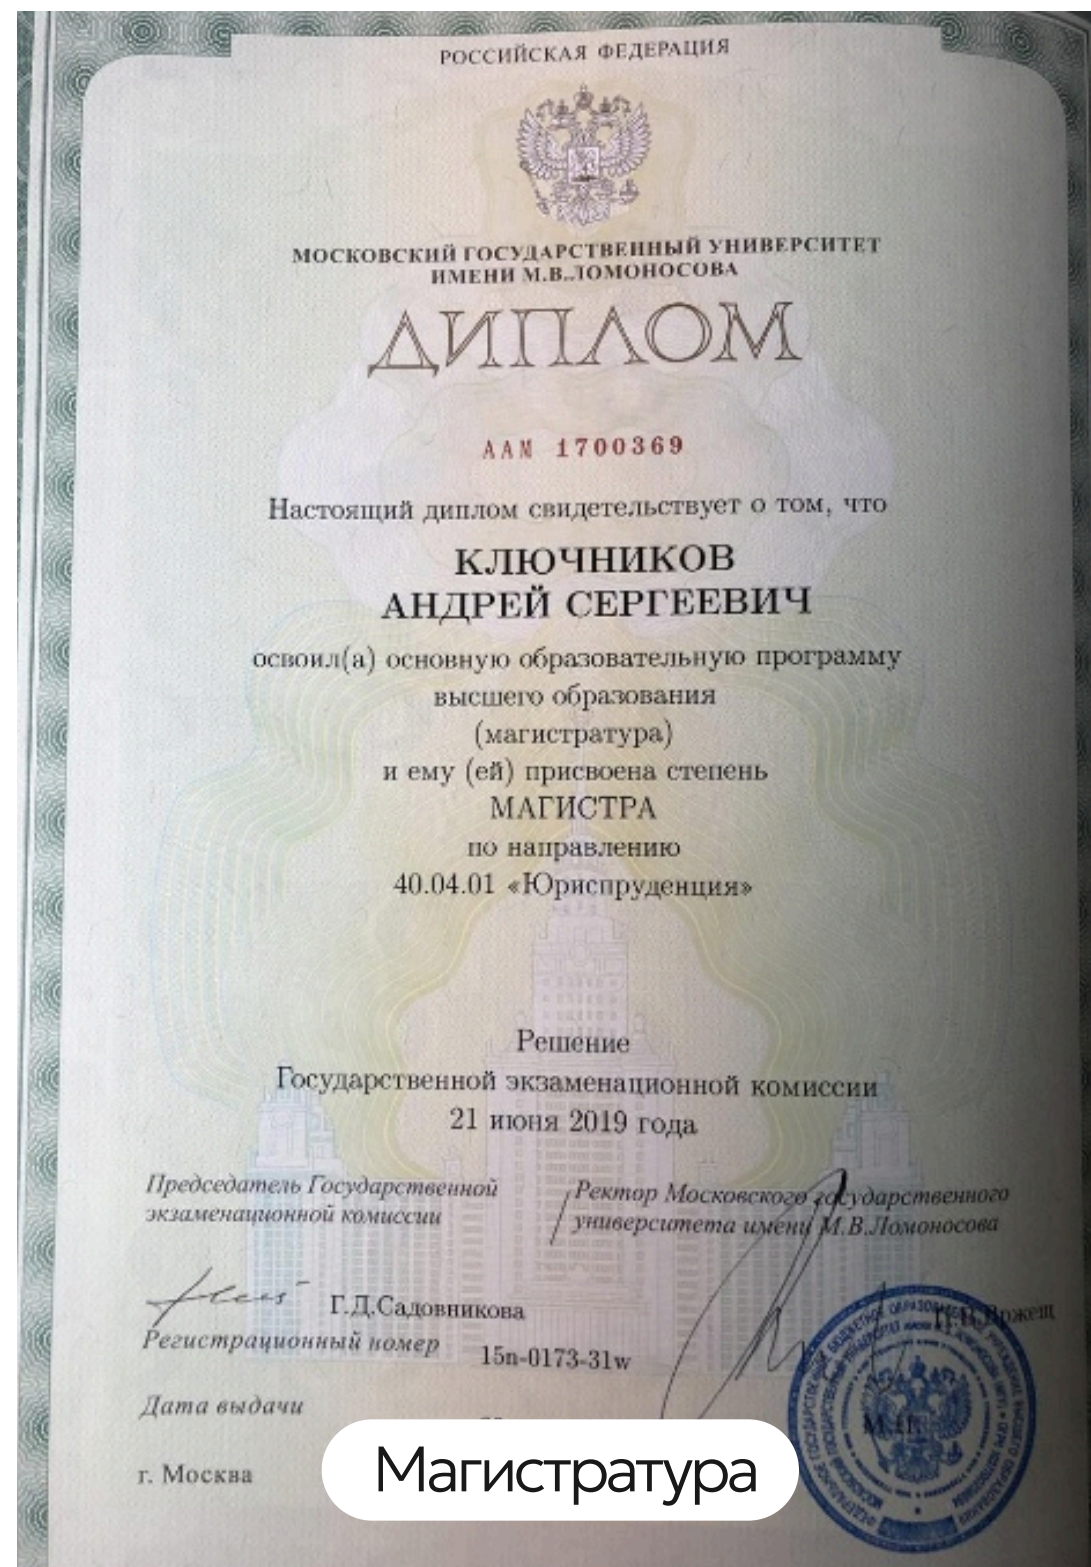 РОССИЙСКАЯ ФЕДЕРАЦИЯ
МОСКОВСКИЙ ГОСУДАРСТВЕННЫЙ УНИВЕРСИТЕТ
ИМЕНИ М.В.ЛОМОНОСОВА
ДИПЛОМ
ААМ 1700369
Настоящий диплом свидетельствует о том, что
КЛЮЧНИКОВ
АНДРЕЙ СЕРГЕЕВИЧ
освоил(а) основную образовательную программу
высшего образования
(магистратура)
и ему (ей) присвоена степень
МАГИСТРА
по направлению
40.04.01 «Юриспруденция»
Решение
Государственной экзаменационной комиссии
21 июня 2019 года
Председатель Государственной
экзаменационной комиссии
Ректор Московского государственного
университета имени М.В.Ломоносова
Г.Д.Садовникова
Вржещ
Регистрационный номер
15n-0173-31w
Дата выдачи
М.П.
г. Москва
Магистратура